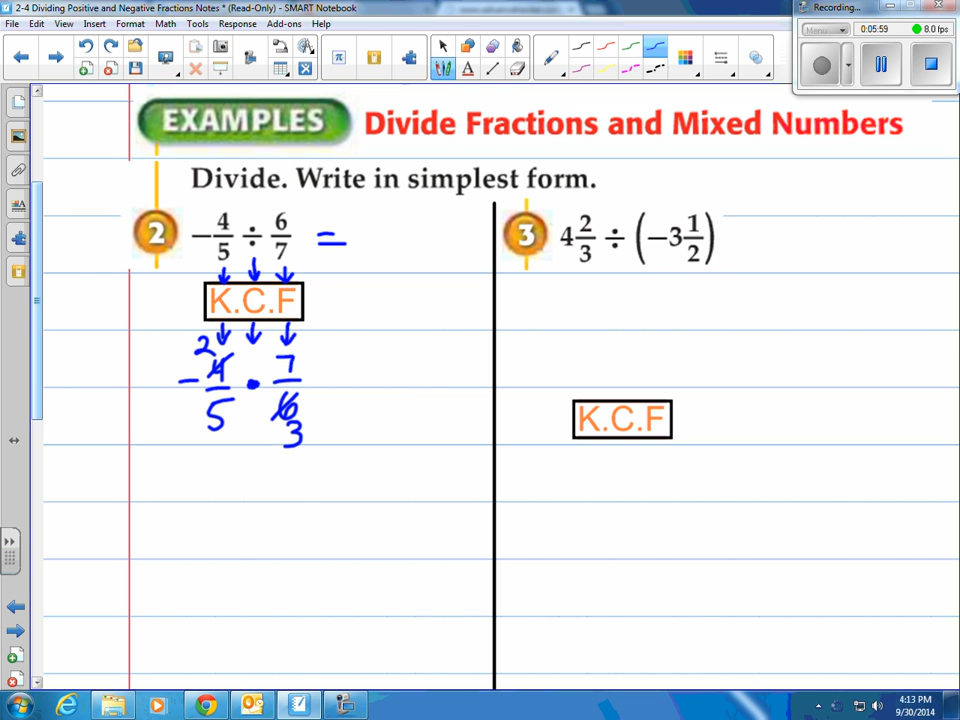 2-4 Dividing Positive and Negative Fractions Notes * (Read-Only) - SMART Notebook
File Edit View Insert Format Math Tools Response Add-ons Help
Recording...
Menu 0:05:59 8.0 fps
EXAMPLES Divide Fractions and Mixed Numbers
Divide. Write in simplest form.
2 −4/5 ÷ 6/7 =
K.C.F
2
− 4/5 • 7/6
3
3 4 2/3 ÷ (−3 1/2)
K.C.F
4:13 PM
9/30/2014